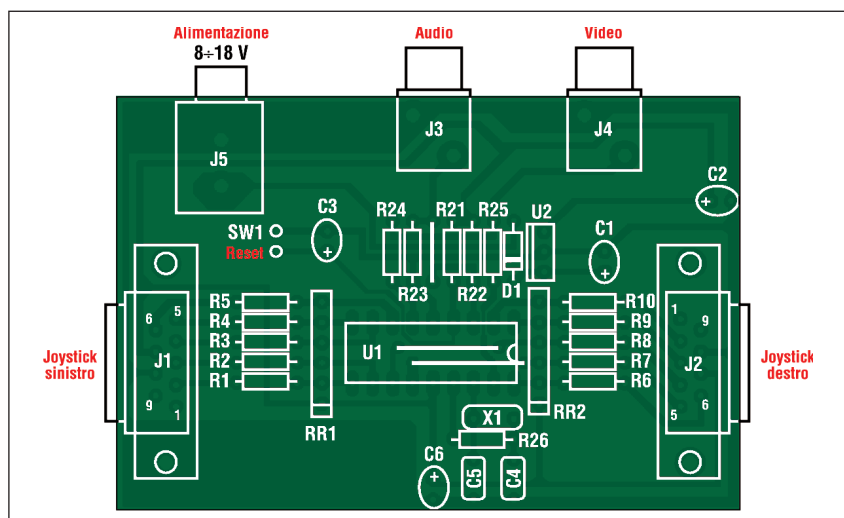 Alimentazione
8÷18 V
Audio
Video
J5
J3
J4
C2
C3
R24
R21
R25
U2
C1
SW1
Reset
R23
R22
D1
R5
R4
R3
R2
R1
R10
R9
R8
R7
R6
6
5
9
1
J1
Joystick
sinistro
U1
1
9
5
6
J2
Joystick
destro
RR1
X1
RR2
R26
C6
C5
C4